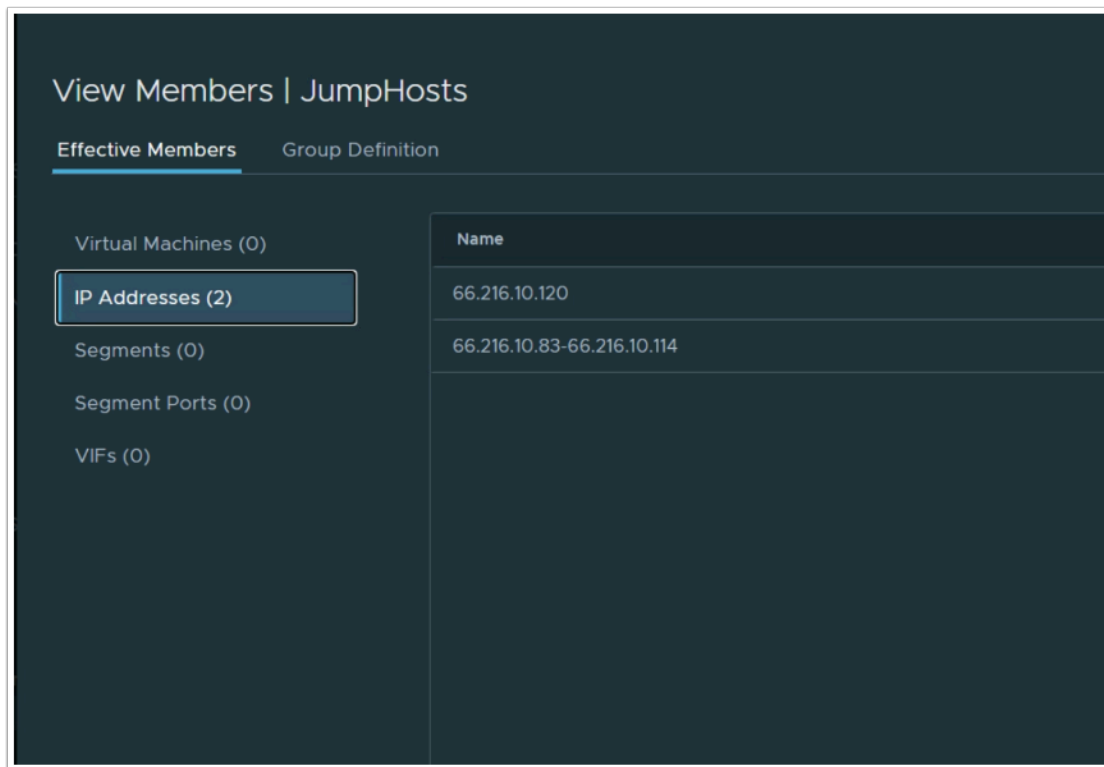 View Members | JumpHosts
Effective Members Group Definition
Virtual Machines (0)
IP Addresses (2)
Segments (0)
Segment Ports (0)
VIFs (0)
Name
66.216.10.120
66.216.10.83-66.216.10.114